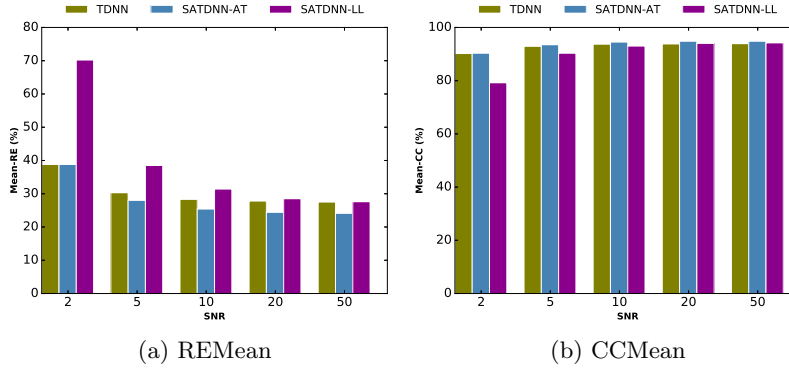 TDNN SATDNN-AT SATDNN-LL
80
70
60
50
40
30
20
10
0
Mean-RE (%)
2 5 10 20 50
SNR
(a) REMean
TDNN SATDNN-AT SATDNN-LL
100
80
60
40
20
0
Mean-CC (%)
2 5 10 20 50
SNR
(b) CCMean